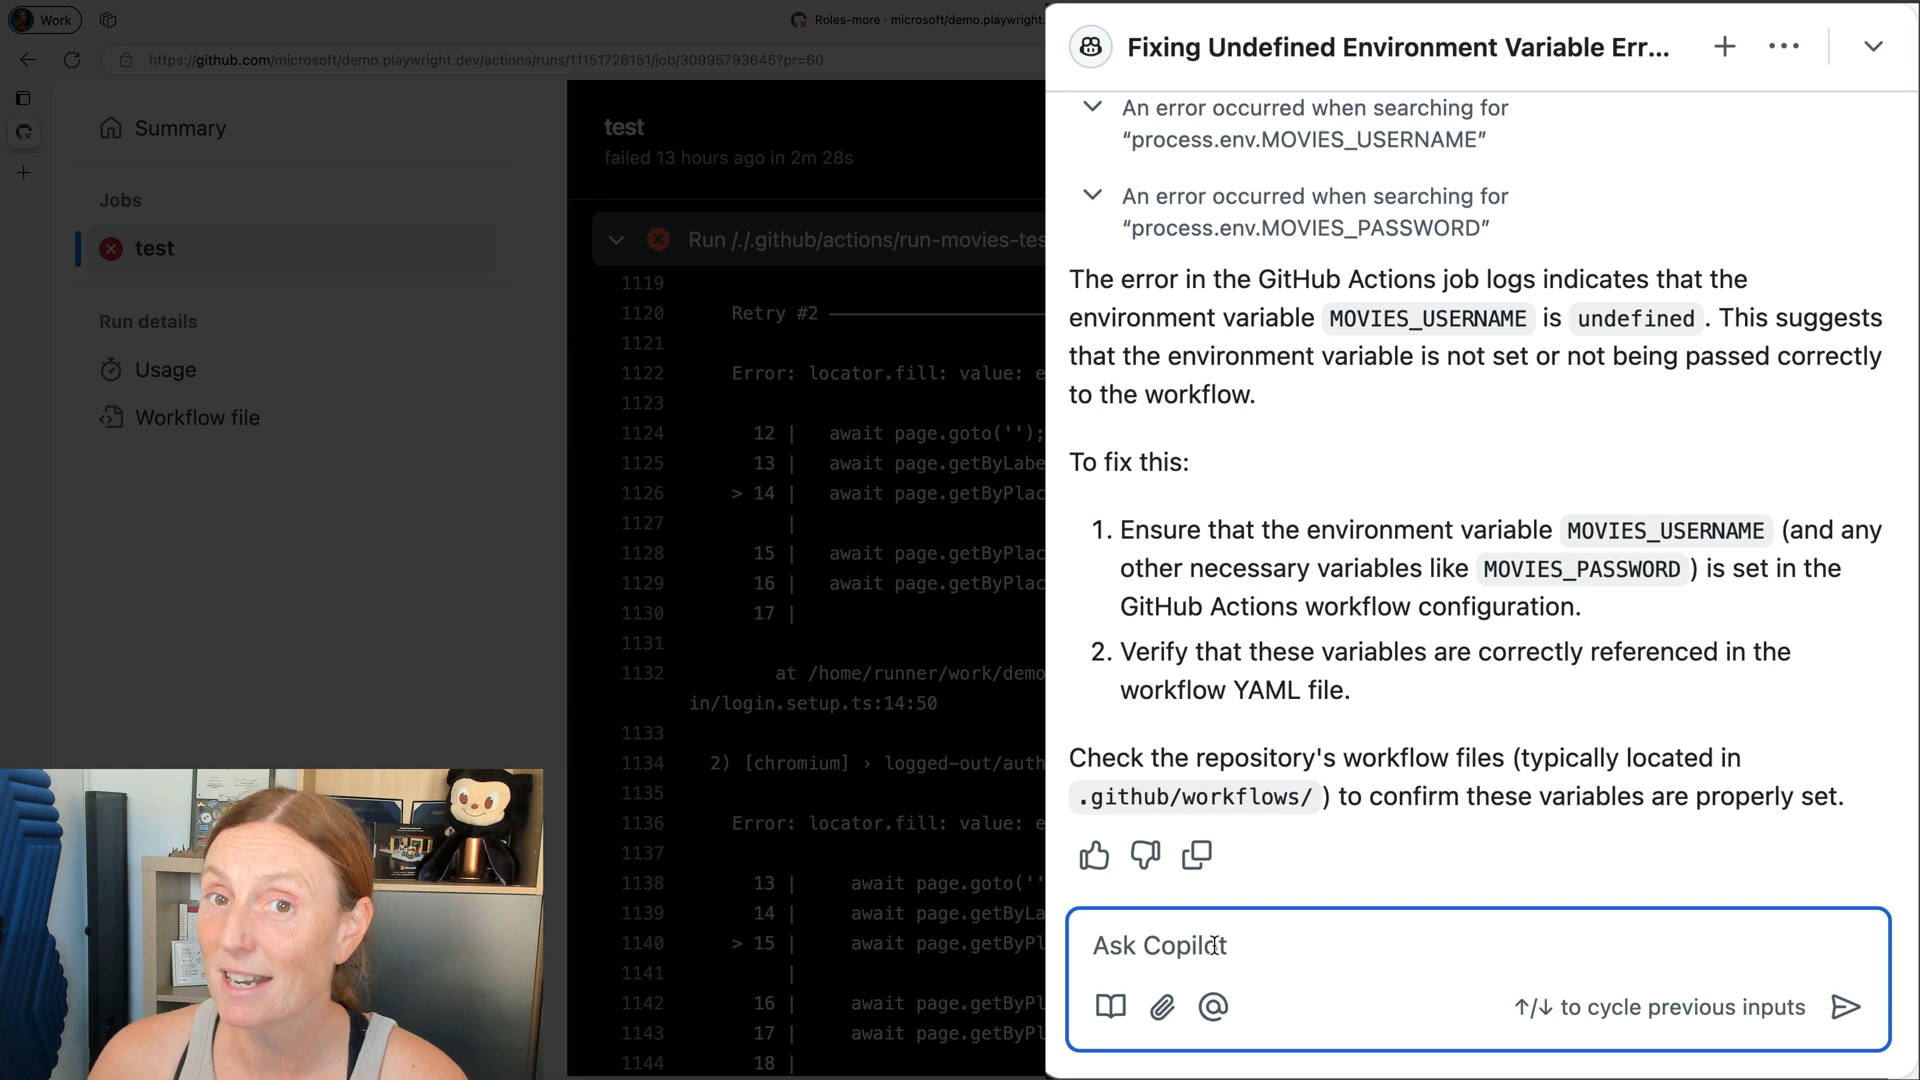 Work
Roles-more · microsoft/demo.playwright.
https://github.com/microsoft/demo.playwright.dev/actions/runs/11151726151/job/30995793645?pr=60
Summary
Jobs
test
Run details
Usage
Workflow file
test
failed 13 hours ago in 2m 28s
Run /./.github/actions/run-movies-tes
1119
1120 Retry #2
1121
1122 Error: locator.fill: value: e
1123
1124 12 | await page.goto('');
1125 13 | await page.getByLabe
1126 > 14 | await page.getByPlac
1127 |
1128 15 | await page.getByPlac
1129 16 | await page.getByPlac
1130 17 |
1131
1132 at /home/runner/work/demo
in/login.setup.ts:14:50
1133
1134 2) [chromium] › logged-out/auth
1135
1136 Error: locator.fill: value: e
1137
1138 13 | await page.goto(''
1139 14 | await page.getByLa
1140 > 15 | await page.getByPl
1141 |
1142 16 | await page.getByPl
1143 17 | await page.getByPl
1144 18 |
Fixing Undefined Environment Variable Err...
An error occurred when searching for
“process.env.MOVIES_USERNAME”
An error occurred when searching for
“process.env.MOVIES_PASSWORD”
The error in the GitHub Actions job logs indicates that the
environment variable MOVIES_USERNAME is undefined . This suggests
that the environment variable is not set or not being passed correctly
to the workflow.
To fix this:
1. Ensure that the environment variable MOVIES_USERNAME (and any
other necessary variables like MOVIES_PASSWORD ) is set in the
GitHub Actions workflow configuration.
2. Verify that these variables are correctly referenced in the
workflow YAML file.
Check the repository's workflow files (typically located in
.github/workflows/ ) to confirm these variables are properly set.
Ask Copilot
↑/↓ to cycle previous inputs